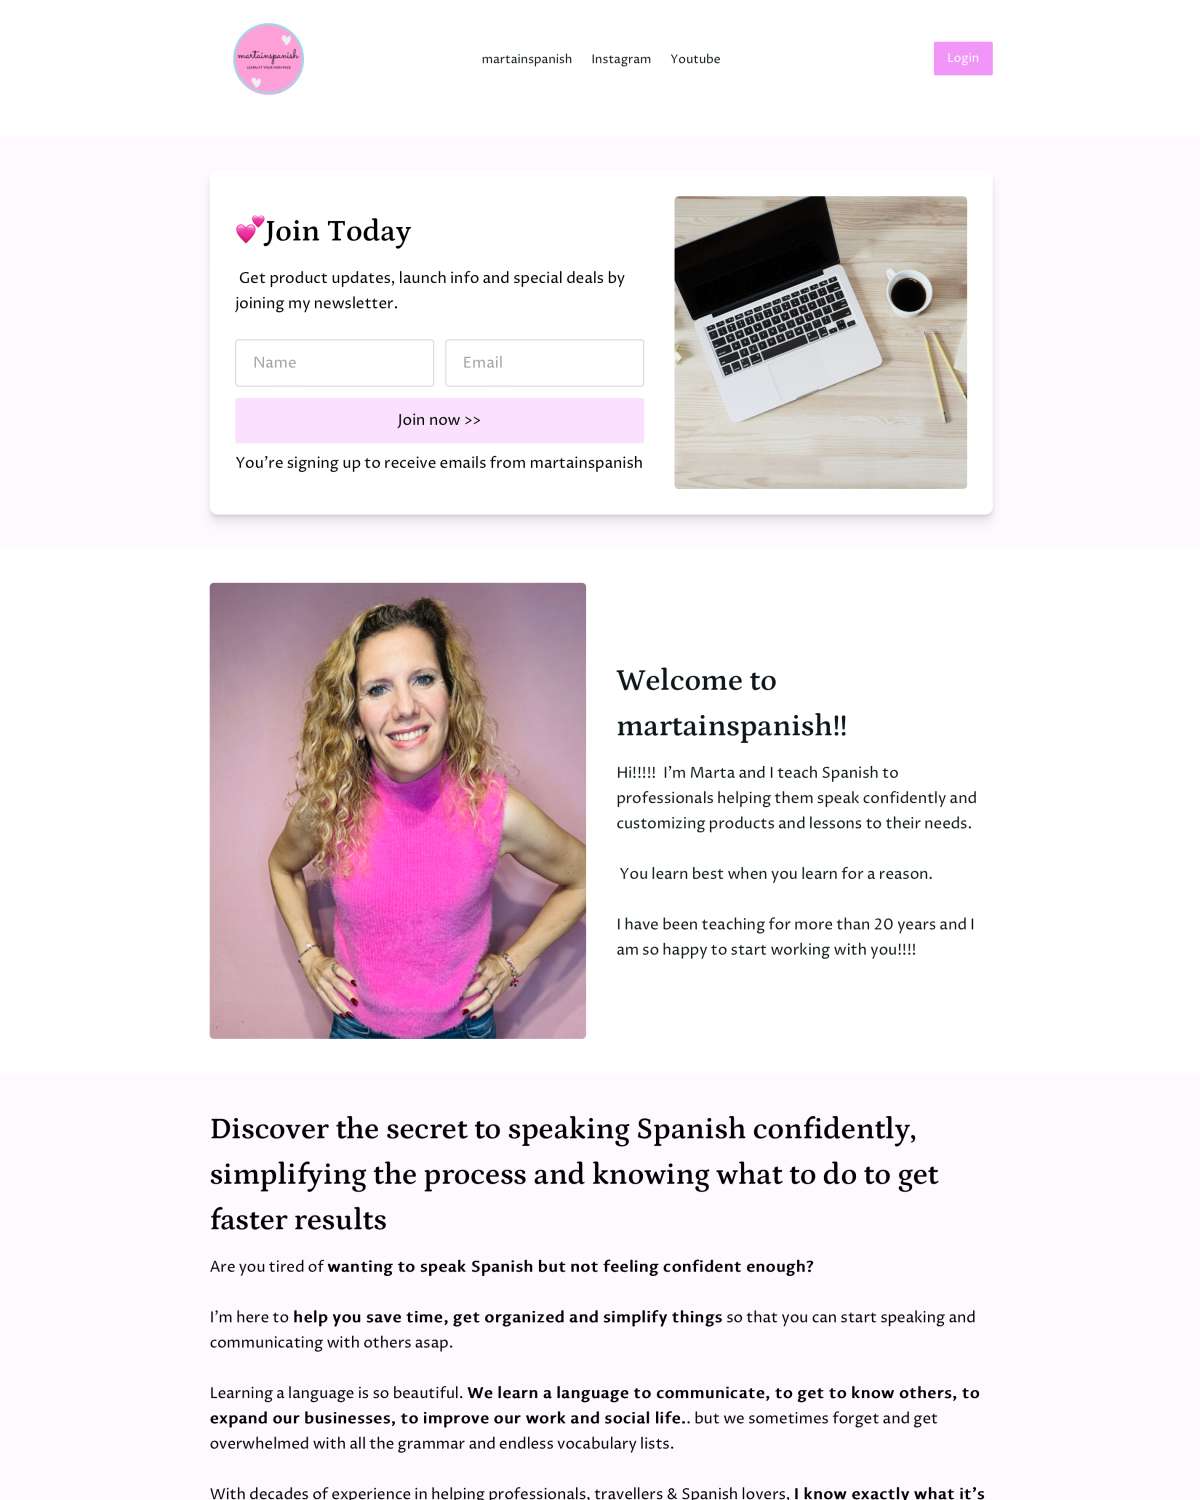 martainspanish
LEARN IT YOUR OWN PACE
martainspanish Instagram Youtube
Login
💕Join Today
Get product updates, launch info and special deals by
joining my newsletter.
Name Email
Join now >>
You're signing up to receive emails from martainspanish
Welcome to
martainspanish!!
Hi!!!!! I'm Marta and I teach Spanish to
professionals helping them speak confidently and
customizing products and lessons to their needs.
You learn best when you learn for a reason.
I have been teaching for more than 20 years and I
am so happy to start working with you!!!!
Discover the secret to speaking Spanish confidently,
simplifying the process and knowing what to do to get
faster results
Are you tired of wanting to speak Spanish but not feeling confident enough?
I'm here to help you save time, get organized and simplify things so that you can start speaking and
communicating with others asap.
Learning a language is so beautiful. We learn a language to communicate, to get to know others, to
expand our businesses, to improve our work and social life.. but we sometimes forget and get
overwhelmed with all the grammar and endless vocabulary lists.
With decades of experience in helping professionals, travellers & Spanish lovers, I know exactly what it's